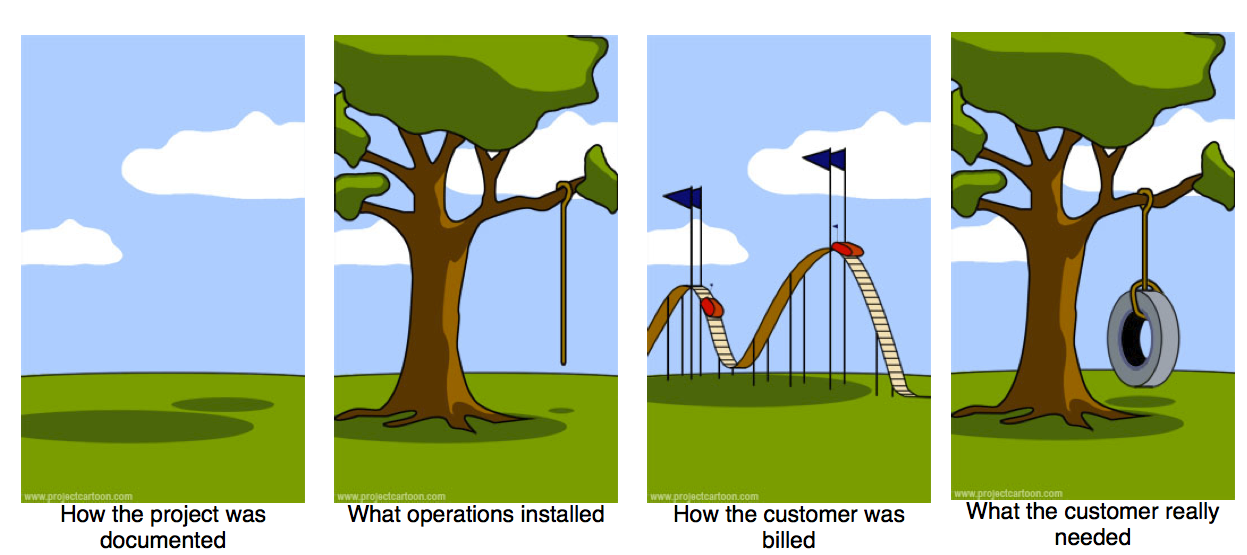 www.projectcartoon.com
How the project was
documented
www.projectcartoon.com
What operations installed
www.projectcartoon.com
How the customer was
billed
www.projectcartoon.com
What the customer really
needed